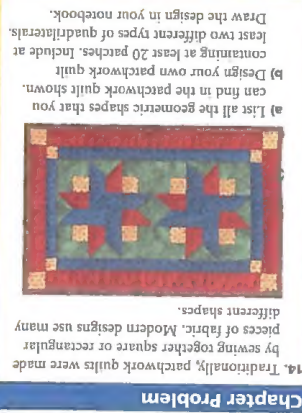 Chapter Problem
14. Traditionally, patchwork quilts were made
by sewing together square or rectangular
pieces of fabric. Modern designs use many
different shapes.
a) List all the geometric shapes that you
can find in the patchwork quilt shown.
b) Design your own patchwork quilt
containing at least 20 patches. Include at
least two different types of quadrilaterals.
Draw the design in your notebook.